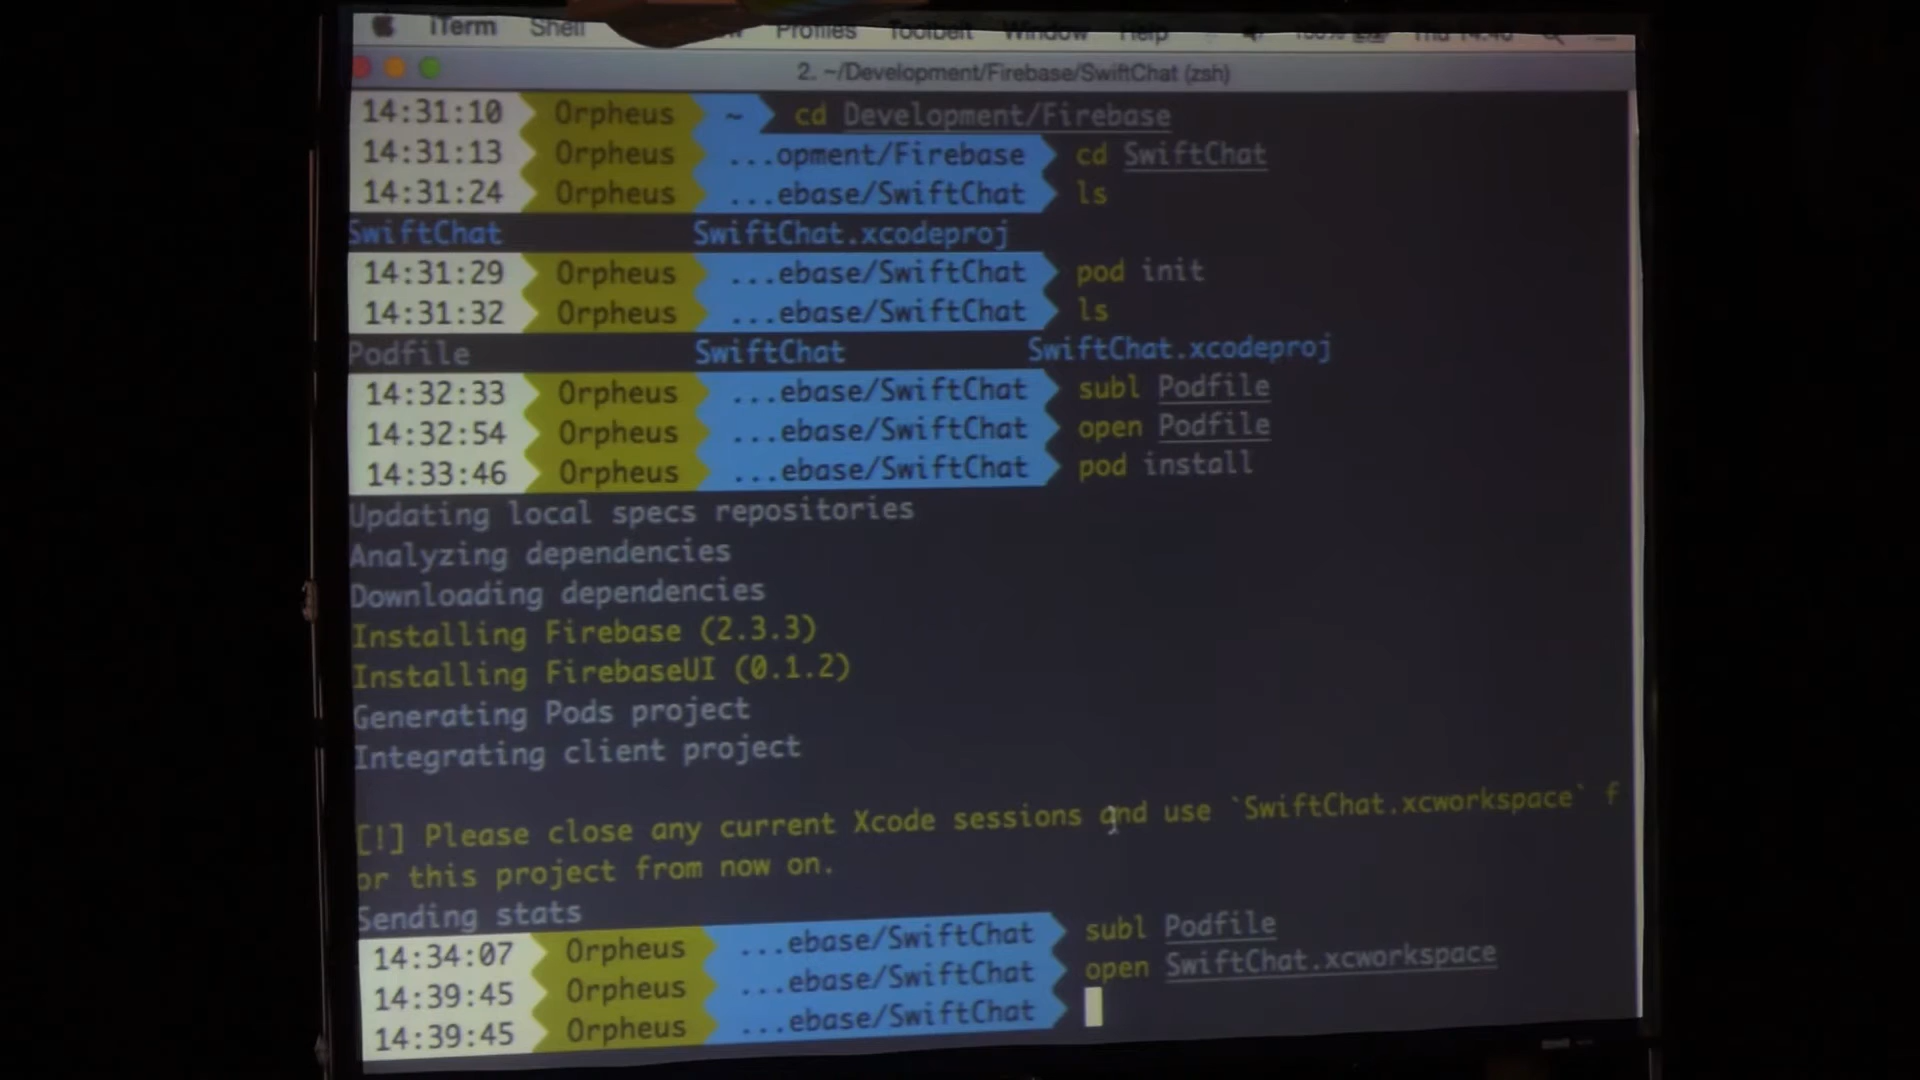 iTerm Shell Profiles Toolbelt Window Help 100% Thu 14:40
2. ~/Development/Firebase/SwiftChat (zsh)
14:31:10 Orpheus ~ cd Development/Firebase
14:31:13 Orpheus ...opment/Firebase cd SwiftChat
14:31:24 Orpheus ...ebase/SwiftChat ls
SwiftChat SwiftChat.xcodeproj
14:31:29 Orpheus ...ebase/SwiftChat pod init
14:31:32 Orpheus ...ebase/SwiftChat ls
Podfile SwiftChat SwiftChat.xcodeproj
14:32:33 Orpheus ...ebase/SwiftChat subl Podfile
14:32:54 Orpheus ...ebase/SwiftChat open Podfile
14:33:46 Orpheus ...ebase/SwiftChat pod install
Updating local specs repositories
Analyzing dependencies
Downloading dependencies
Installing Firebase (2.3.3)
Installing FirebaseUI (0.1.2)
Generating Pods project
Integrating client project
[!] Please close any current Xcode sessions and use `SwiftChat.xcworkspace` f
or this project from now on.
Sending stats
14:34:07 Orpheus ...ebase/SwiftChat subl Podfile
14:39:45 Orpheus ...ebase/SwiftChat open SwiftChat.xcworkspace
14:39:45 Orpheus ...ebase/SwiftChat